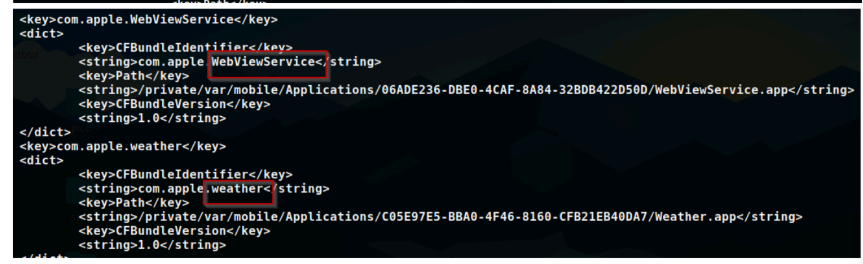 <key>com.apple.WebViewService</key>
<dict>
<key>CFBundleIdentifier</key>
<string>com.apple.WebViewService</string>
<key>Path</key>
<string>/private/var/mobile/Applications/06ADE236-DBE0-4CAF-8A84-32BDB422D50D/WebViewService.app</string>
<key>CFBundleVersion</key>
<string>1.0</string>
</dict>
<key>com.apple.weather</key>
<dict>
<key>CFBundleIdentifier</key>
<string>com.apple.weather</string>
<key>Path</key>
<string>/private/var/mobile/Applications/C05E97E5-BBA0-4F46-8160-CFB21EB40DA7/Weather.app</string>
<key>CFBundleVersion</key>
<string>1.0</string>